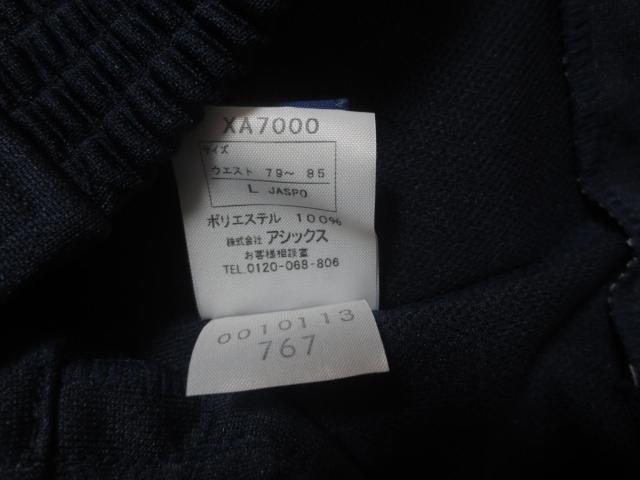 XA7000
サイズ
ウエスト 79～ 85
L JASPO
ポリエステル 100%
株式会社 アシックス
お客様相談室
TEL.0120-068-806
0010113
767